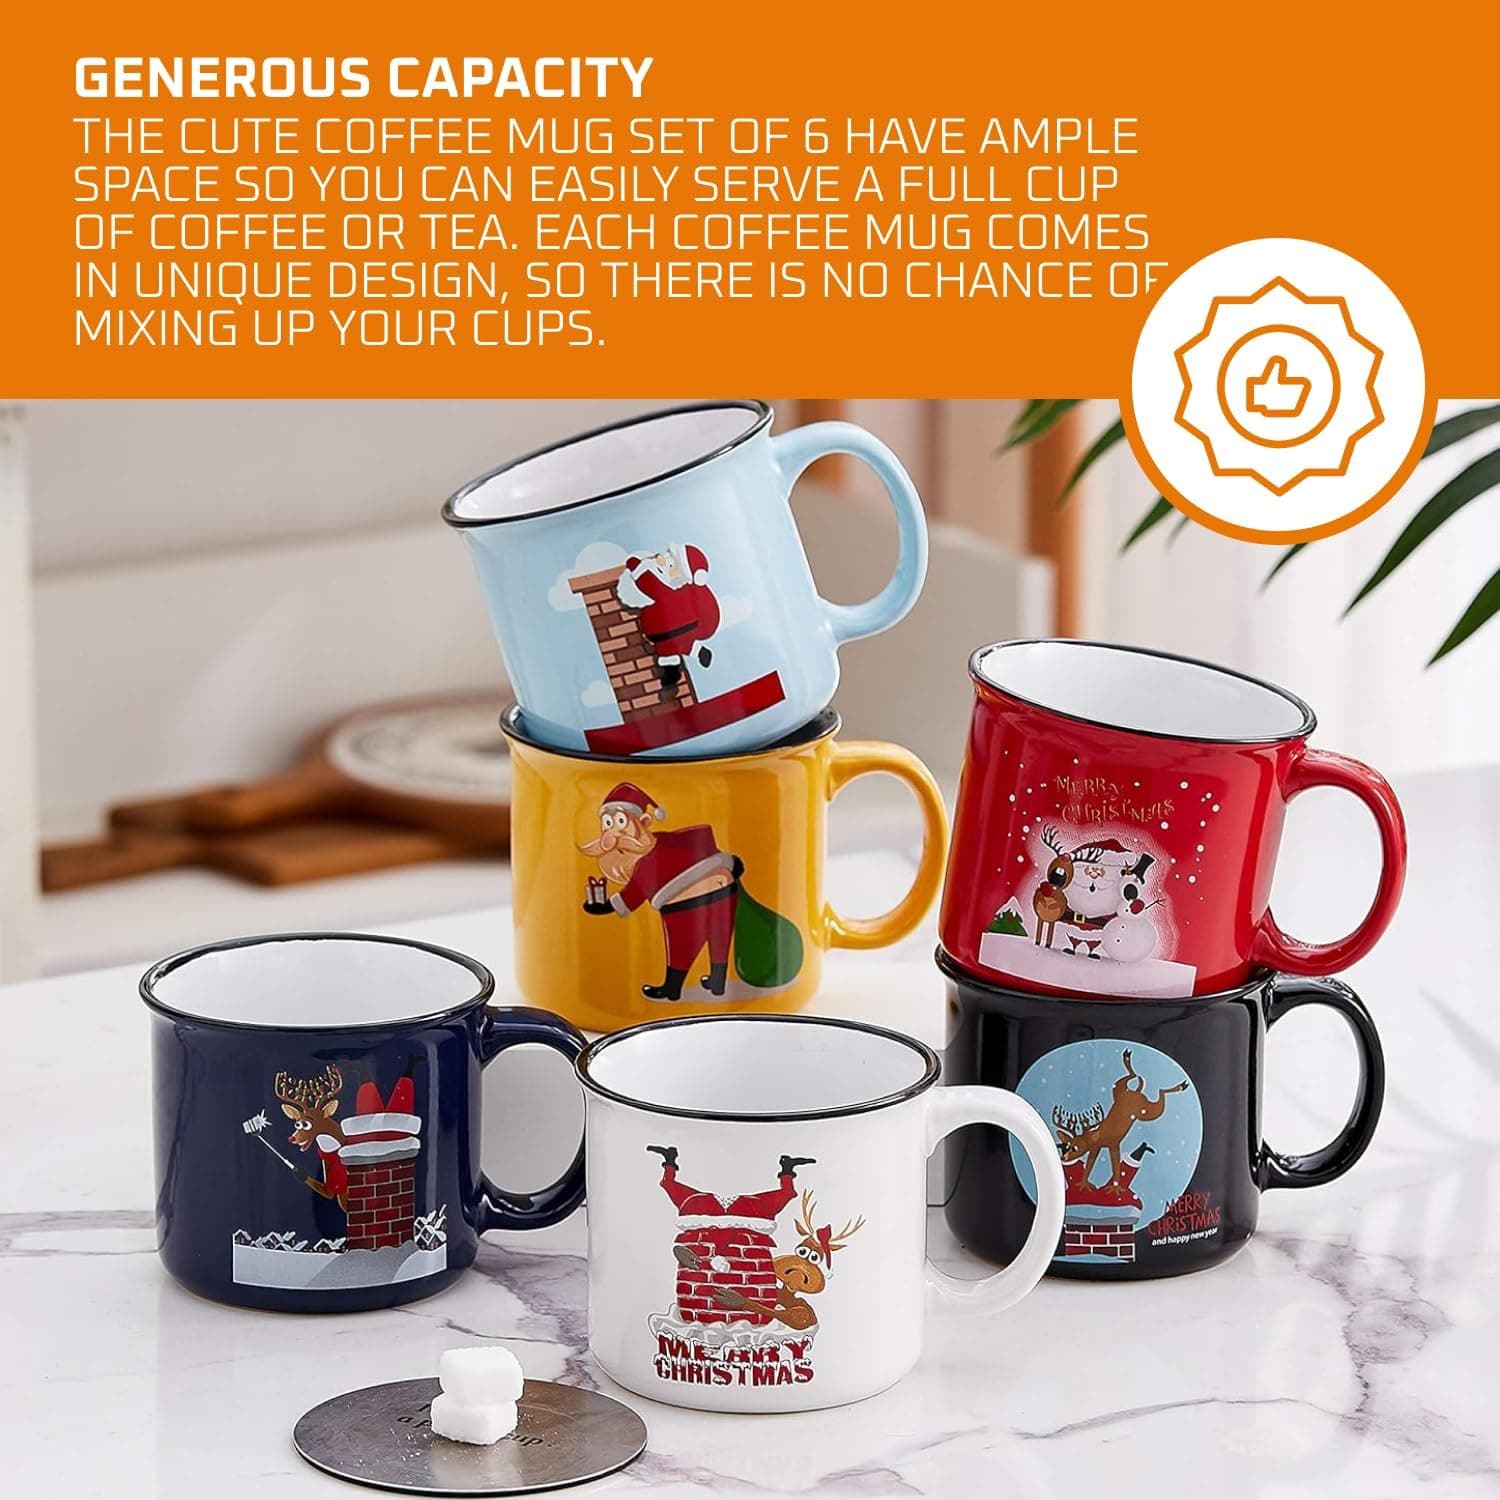 GENEROUS CAPACITY
THE CUTE COFFEE MUG SET OF 6 HAVE AMPLE
SPACE SO YOU CAN EASILY SERVE A FULL CUP
OF COFFEE OR TEA. EACH COFFEE MUG COMES
IN UNIQUE DESIGN, SO THERE IS NO CHANCE OF
MIXING UP YOUR CUPS.
MERRY
CHRISTMAS
MERRY
CHRISTMAS
and happy new year
MERRY
CHRISTMAS